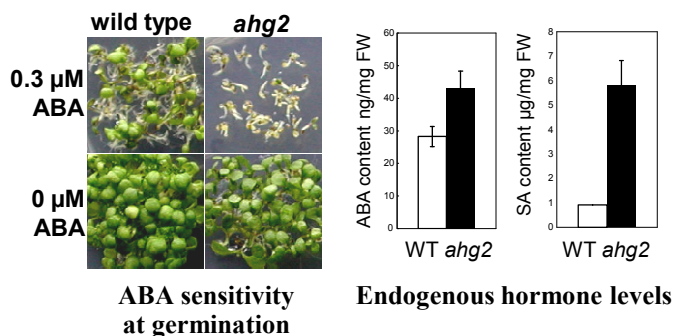 wild type ahg2
0.3 µM
ABA
0 µM
ABA
ABA sensitivity
at germination
ABA content ng/mg FW
60
50
40
30
20
10
0
WT ahg2
SA content µg/mg FW
8
7
6
5
4
3
2
1
0
WT ahg2
Endogenous hormone levels